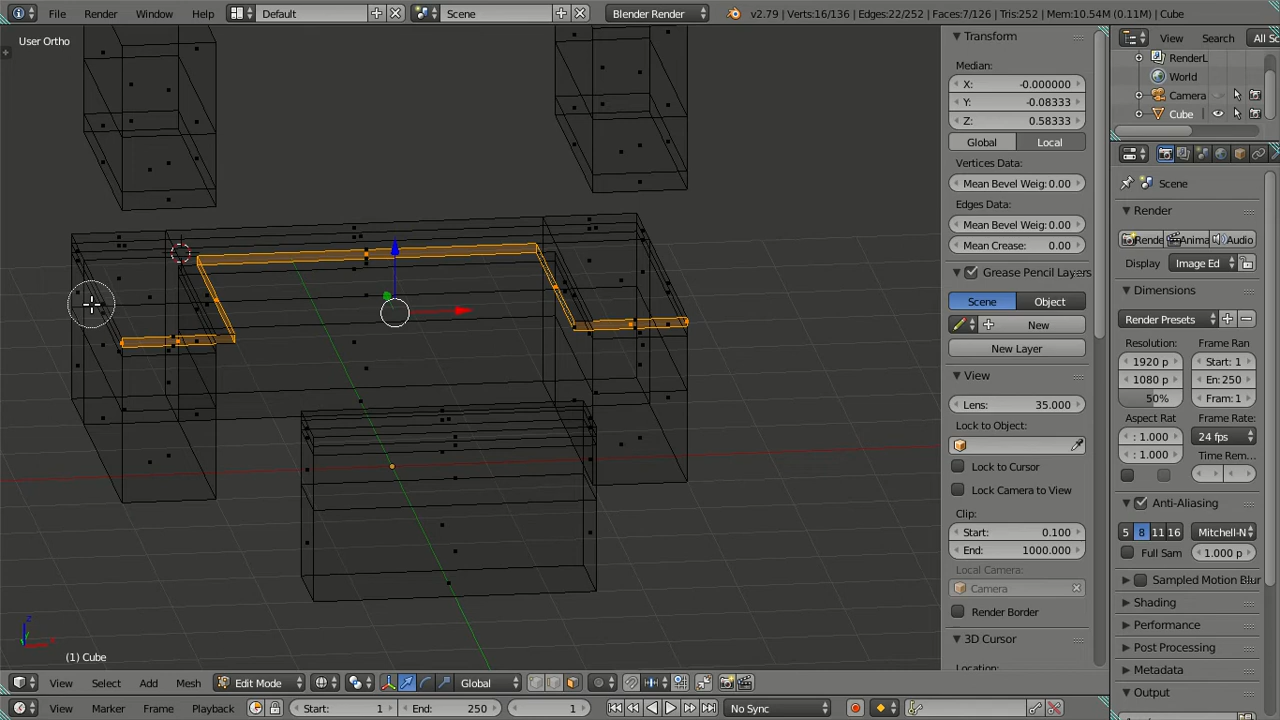 File Render Window Help Default Scene Blender Render v2.79 | Verts:16/136 | Edges:22/252 | Faces:7/126 | Tris:252 | Mem:10.54M (0.11M) | Cube
User Ortho
(1) Cube
View Select Add Mesh Edit Mode Global
View Marker Frame Playback Start: 1 End: 250 1 No Sync
Transform
Median:
X: -0.000000
Y: -0.08333
Z: 0.58333
Global Local
Vertices Data:
Mean Bevel Weig:0.00
Edges Data:
Mean Bevel Weig:0.00
Mean Crease: 0.00
Grease Pencil Layers
Scene Object
New
New Layer
View
Lens: 35.000
Lock to Object:
Lock to Cursor
Lock Camera to View
Clip:
Start: 0.100
End: 1000.000
Local Camera:
Camera
Render Border
3D Cursor
Location:
View Search All Sc
RenderL
World
Camera
Cube
Scene
Render
Rende Anima Audio
Display Image Ed
Dimensions
Render Presets
Resolution: Frame Ran
1920 p Start: 1
1080 p En: 250
50% Fram: 1
Aspect Rat Frame Rate:
: 1.000 24 fps
: 1.000 Time Rem...
Anti-Aliasing
5 8 11 16 Mitchell-N
Full Sam 1.000 p
Sampled Motion Blur
Shading
Performance
Post Processing
Metadata
Output